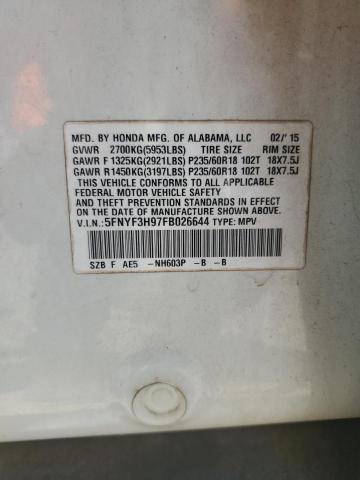 MFD. BY HONDA MFG. OF ALABAMA, LLC 02/'15
GVWR 2700KG(5953LBS) TIRE SIZE RIM SIZE
GAWR F 1325KG(2921LBS) P235/60R18 102T 18X7.5J
GAWR R 1450KG(3197LBS) P235/60R18 102T 18X7.5J
THIS VEHICLE CONFORMS TO ALL APPLICABLE
FEDERAL MOTOR VEHICLE SAFETY
AND THEFT PREVENTION STANDARDS IN EFFECT
ON THE DATE OF MANUFACTURE SHOWN ABOVE.
V.I.N.: 5FNYF3H97FB026644 TYPE: MPV
SZB F AE5 -NH603P -B -B